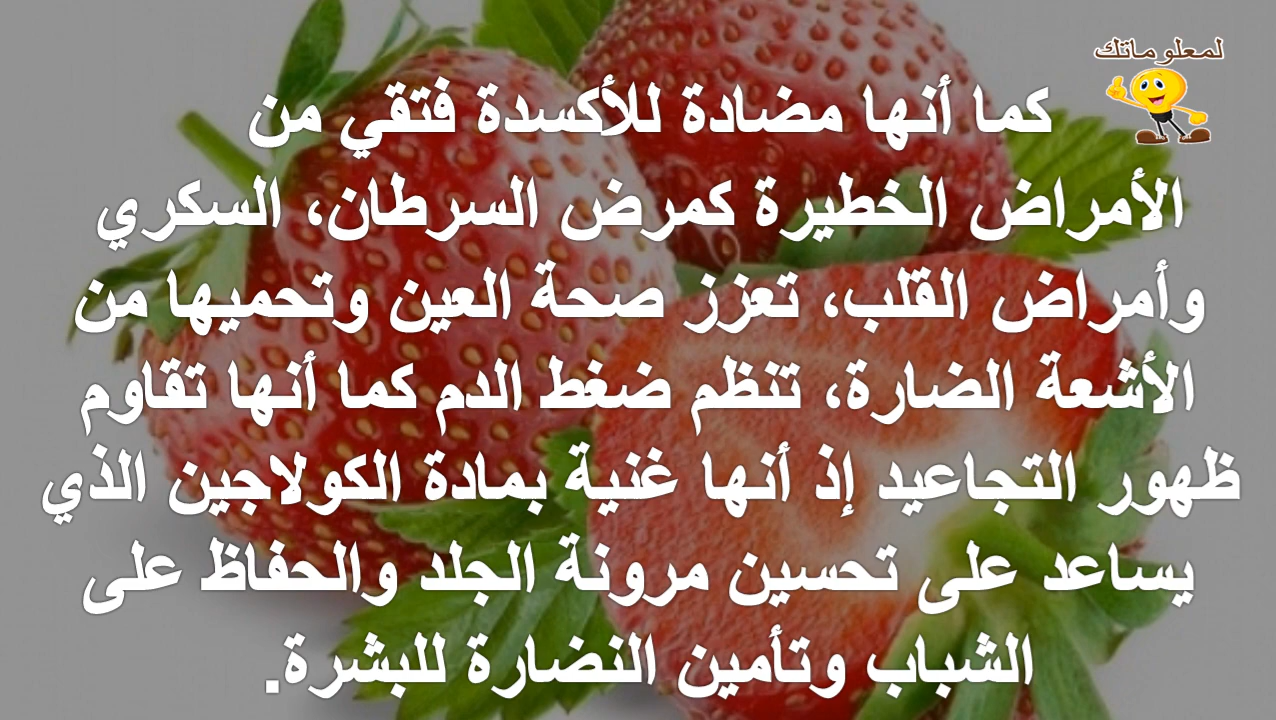 لمعلوماتك
كما أنها مضادة للأكسدة فتقي من
الأمراض الخطيرة كمرض السرطان، السكري
وأمراض القلب، تعزز صحة العين وتحميها من
الأشعة الضارة، تنظم ضغط الدم كما أنها تقاوم
ظهور التجاعيد إذ أنها غنية بمادة الكولاجين الذي
يساعد على تحسين مرونة الجلد والحفاظ على
الشباب وتأمين النضارة للبشرة.